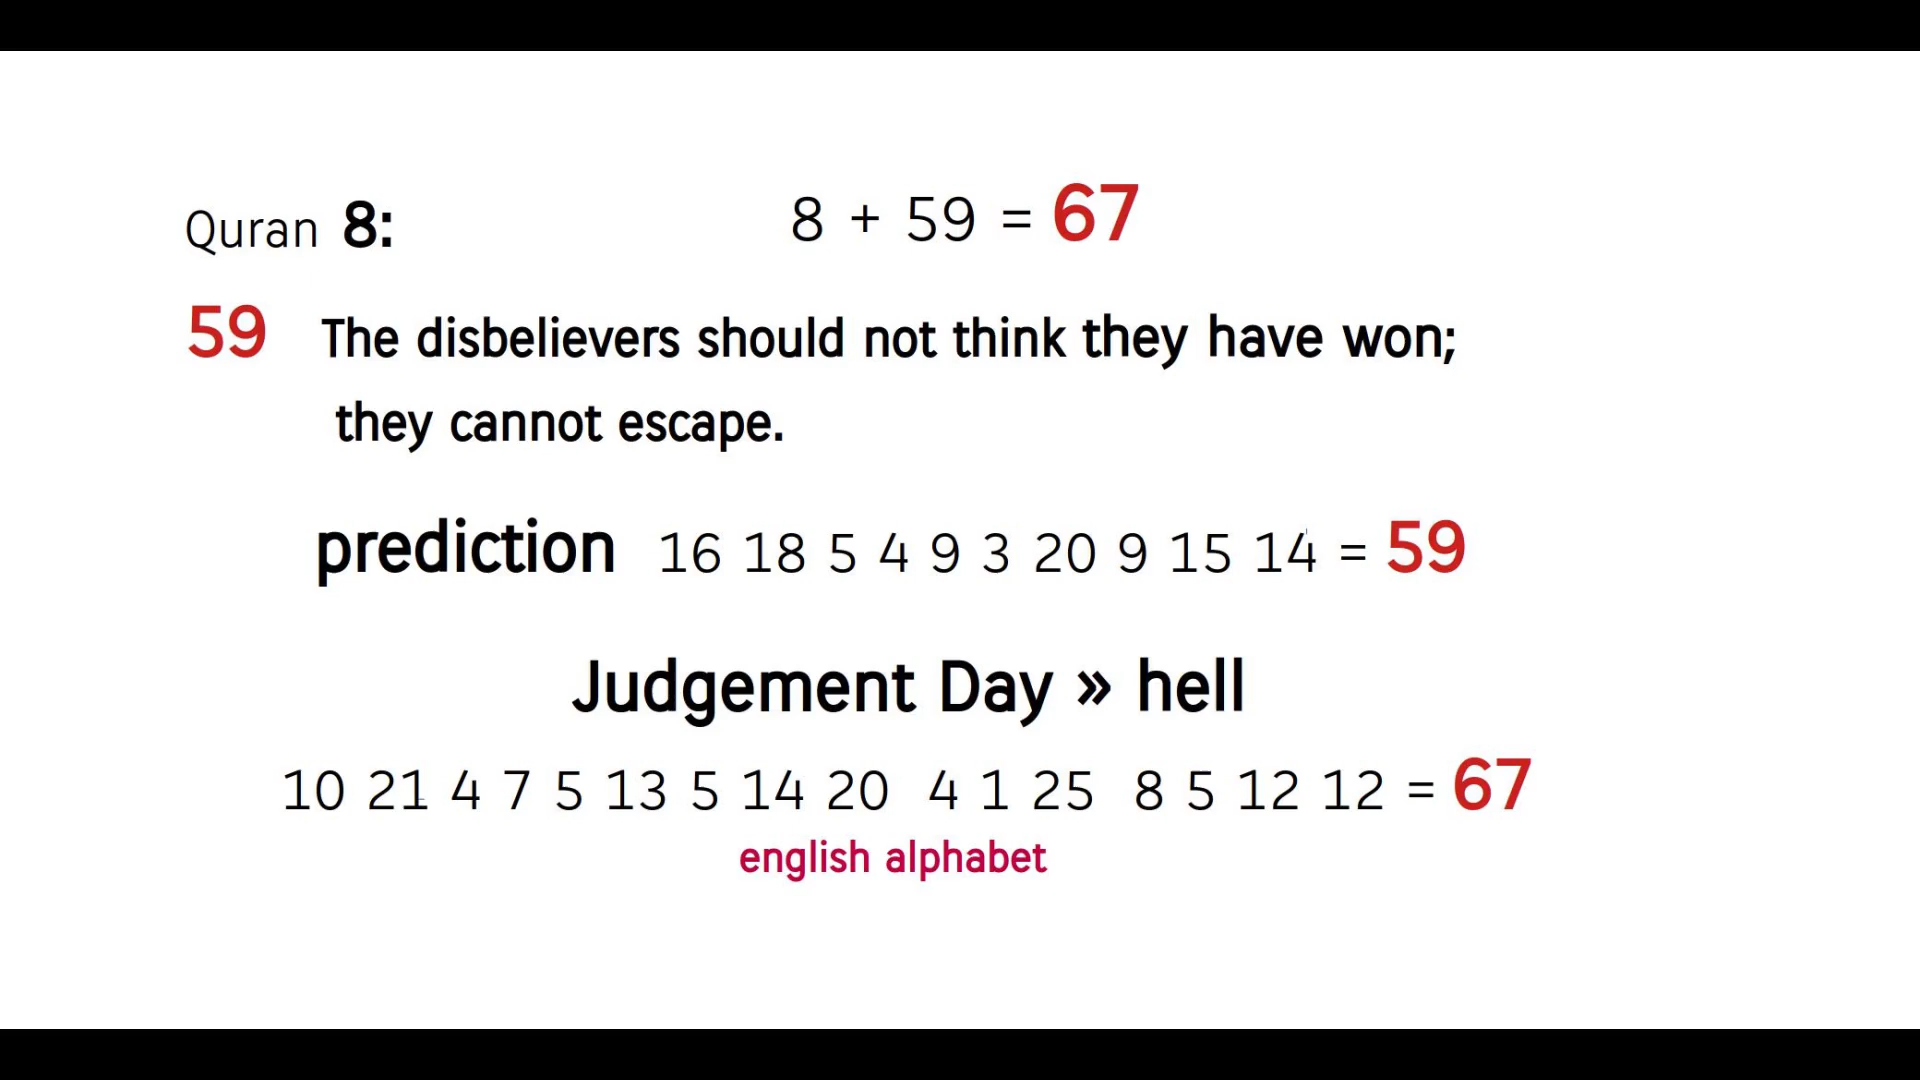 Quran 8:
8 + 59 = 67
59 The disbelievers should not think they have won;
they cannot escape.
prediction 16 18 5 4 9 3 20 9 15 14 = 59
Judgement Day » hell
10 21 4 7 5 13 5 14 20 4 1 25 8 5 12 12 = 67
english alphabet